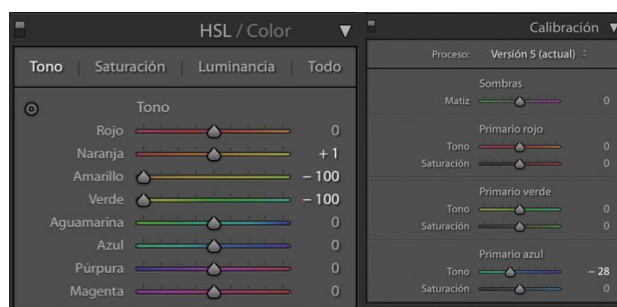 HSL / Color
Tono | Saturación | Luminancia | Todo
Tono
Rojo 0
Naranja + 1
Amarillo − 100
Verde − 100
Aguamarina 0
Azul 0
Púrpura 0
Magenta 0
Calibración
Proceso: Versión 5 (actual)
Sombras
Matiz 0
Primario rojo
Tono 0
Saturación 0
Primario verde
Tono 0
Saturación 0
Primario azul
Tono − 28
Saturación 0